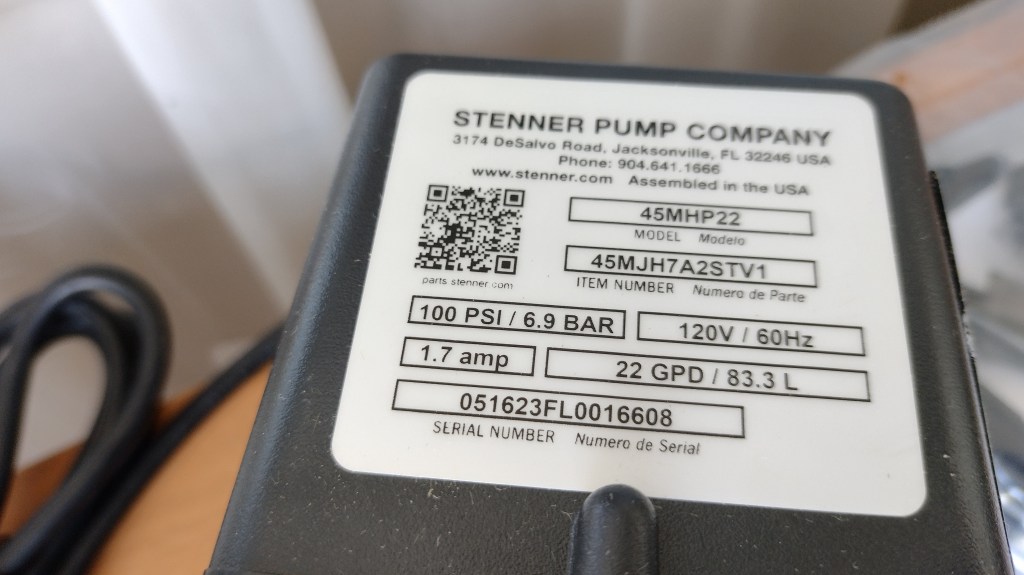 STENNER PUMP COMPANY
3174 DeSalvo Road, Jacksonville, FL 32246 USA
Phone: 904.641.1666
www.stenner.com Assembled in the USA
45MHP22
MODEL Modelo
45MJH7A2STV1
ITEM NUMBER Numero de Parte
parts stenner com
100 PSI / 6.9 BAR 120V / 60Hz
1.7 amp 22 GPD / 83.3 L
051623FL0016608
SERIAL NUMBER Numero de Serial